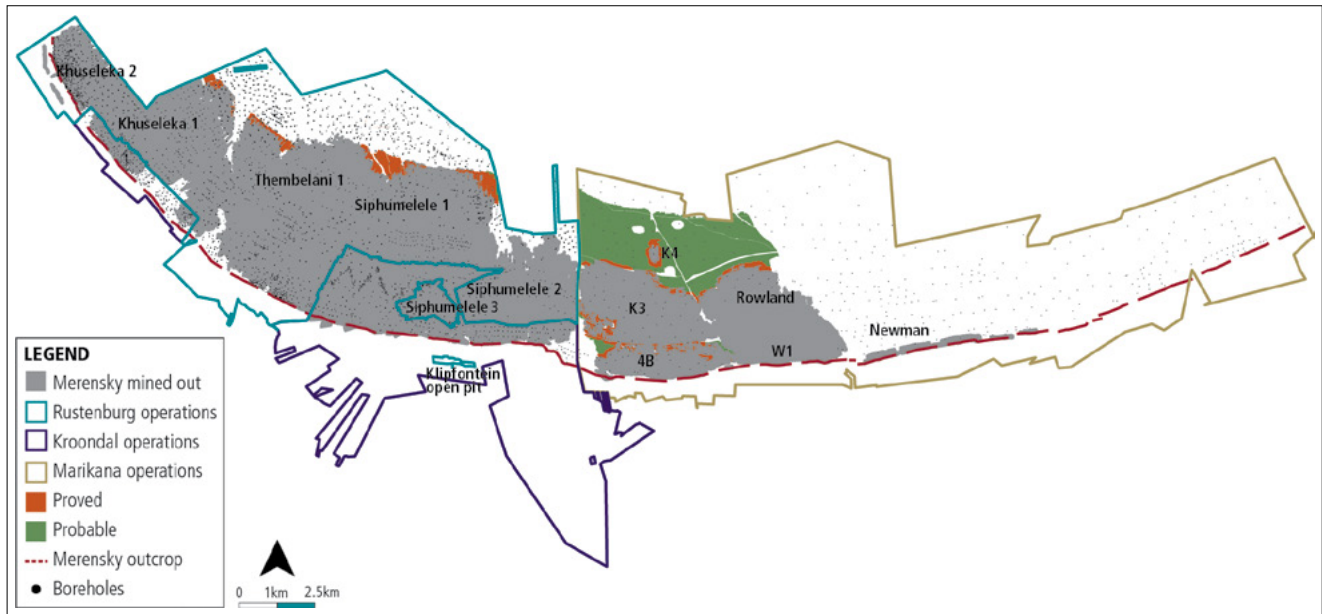 Khuseleka 2
Khuseleka 1
Thembelani 1
Siphumelele 1
K4
Siphumelele 2
Siphumelele 3
K3
Rowland
Newman
W1
4B
Klipfontein
open pit
LEGEND
Merensky mined out
Rustenburg operations
Kroondal operations
Marikana operations
Proved
Probable
Merensky outcrop
Boreholes
0 1km 2.5km